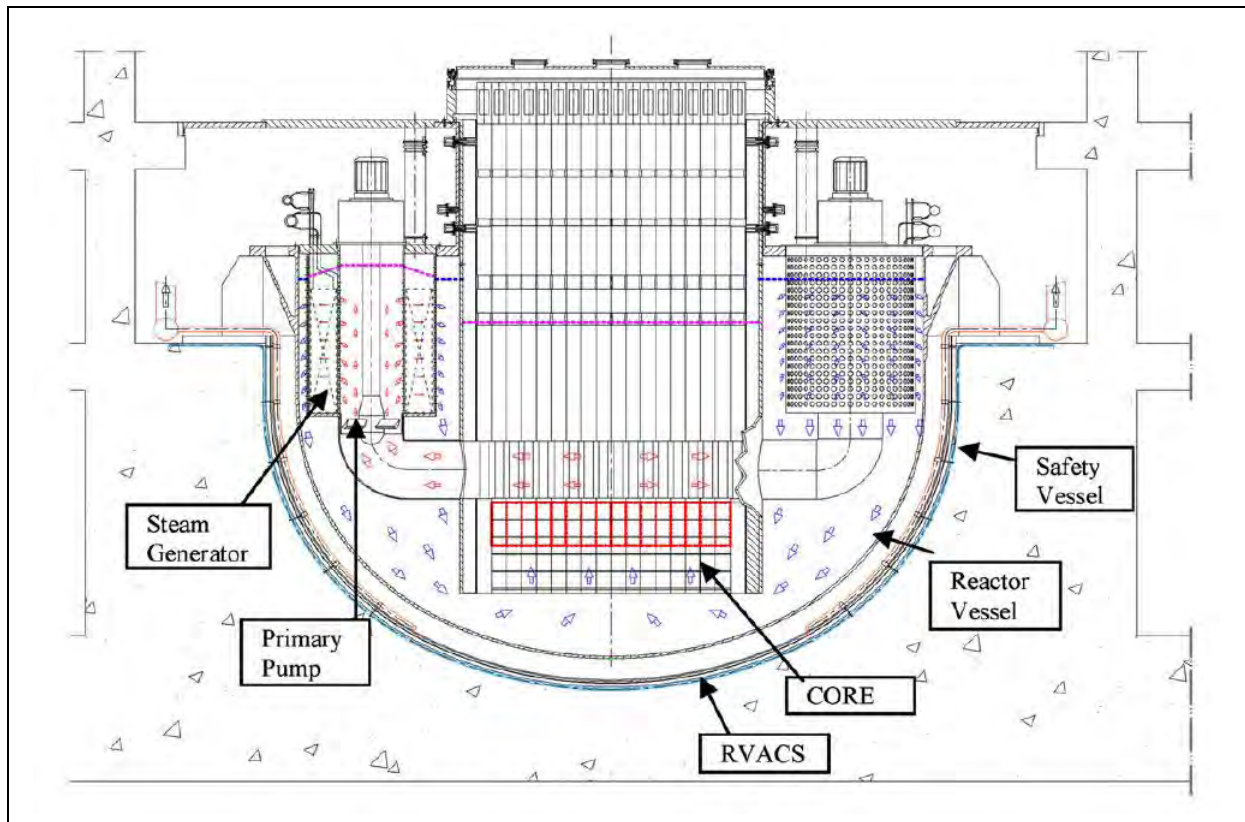 Steam
Generator
Primary
Pump
Safety
Vessel
Reactor
Vessel
CORE
RVACS